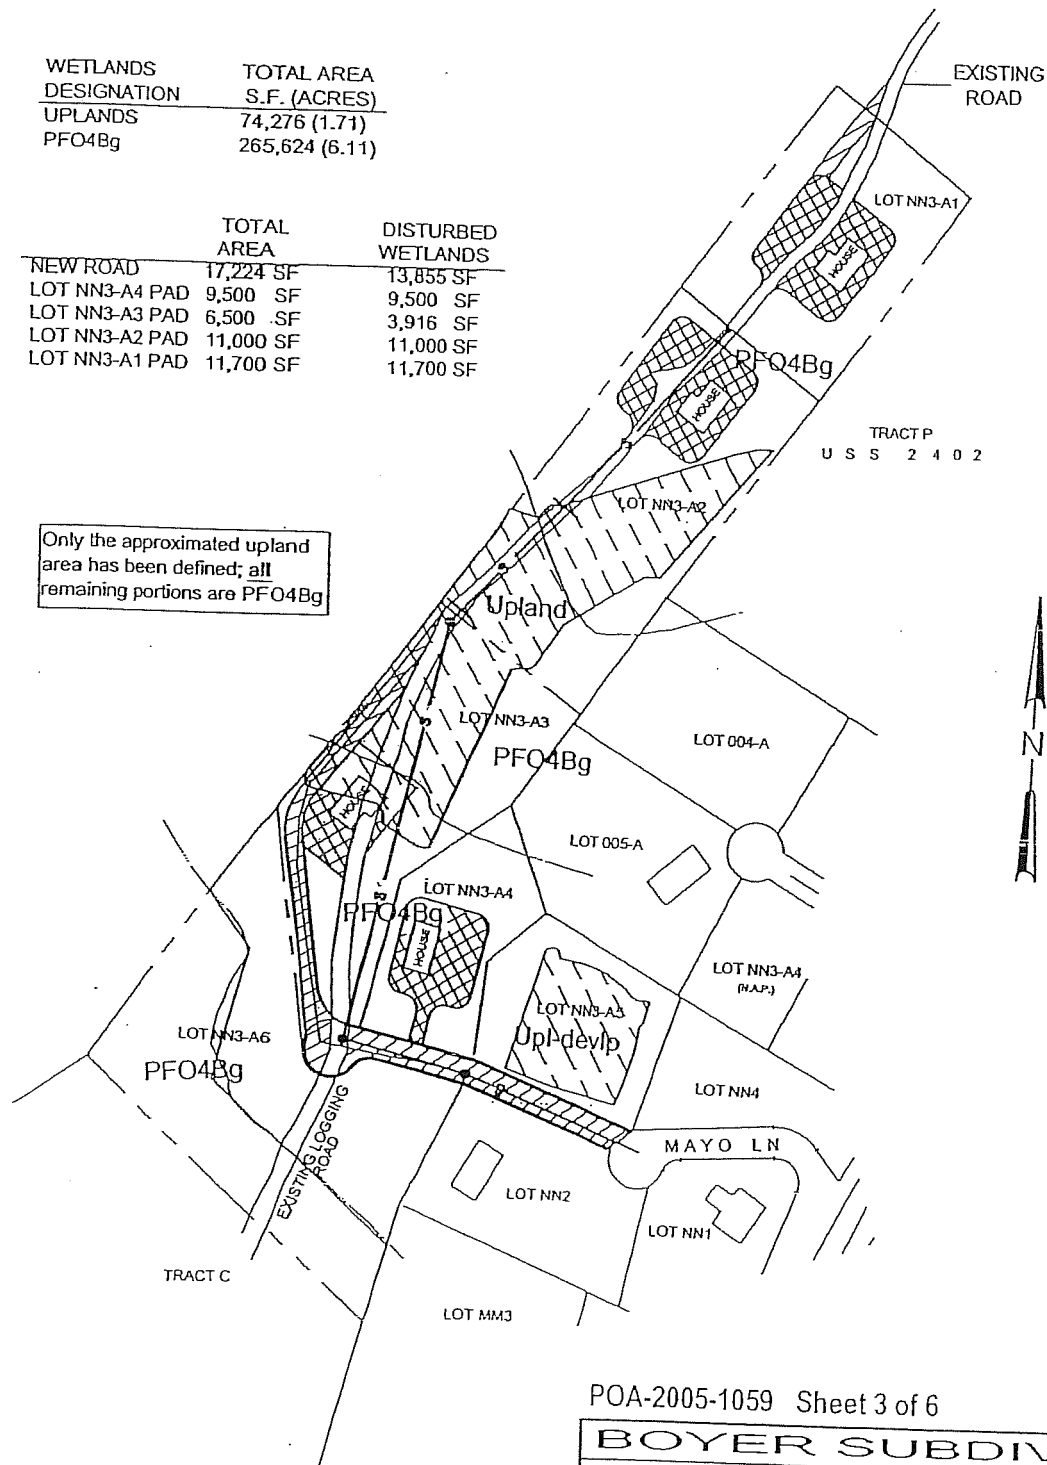 WETLANDS DESIGNATION TOTAL AREA S.F. (ACRES)
UPLANDS 74,276 (1.71)
PFO4Bg 265,624 (6.11)
TOTAL AREA DISTURBED WETLANDS
NEW ROAD 17,224 SF 13,855 SF
LOT NN3-A4 PAD 9,500 SF 9,500 SF
LOT NN3-A3 PAD 6,500 SF 3,916 SF
LOT NN3-A2 PAD 11,000 SF 11,000 SF
LOT NN3-A1 PAD 11,700 SF 11,700 SF
EXISTING
ROAD
LOT NN3-A1
HOUSE
PFO4Bg
HOUSE
TRACT P
U S S 2 4 0 2
LOT NN3-A2
Only the approximated upland
area has been defined; all
remaining portions are PFO4Bg
Upland
S
LOT NN3-A3
PFO4Bg
LOT 004-A
HOUSE
LOT 005-A
LOT NN3-A4
PFO4Bg
HOUSE
LOT NN3-A4
(N.A.P.)
LOT NN3-A5
Upl-devlp
LOT NN3-A6
PFO4Bg
LOT NN4
N
EXISTING LOGGING
ROAD
MAYO LN
LOT NN2
LOT NN1
TRACT C
LOT MM3
POA-2005-1059 Sheet 3 of 6
BOYER SUBDIV